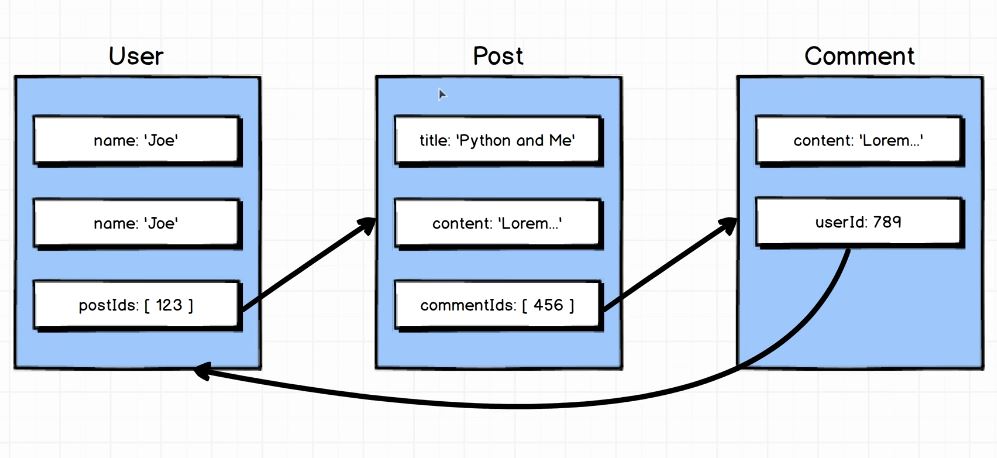 User
name: 'Joe'
name: 'Joe'
postIds: [ 123 ]
Post
title: 'Python and Me'
content: 'Lorem...'
commentIds: [ 456 ]
Comment
content: 'Lorem...'
userId: 789